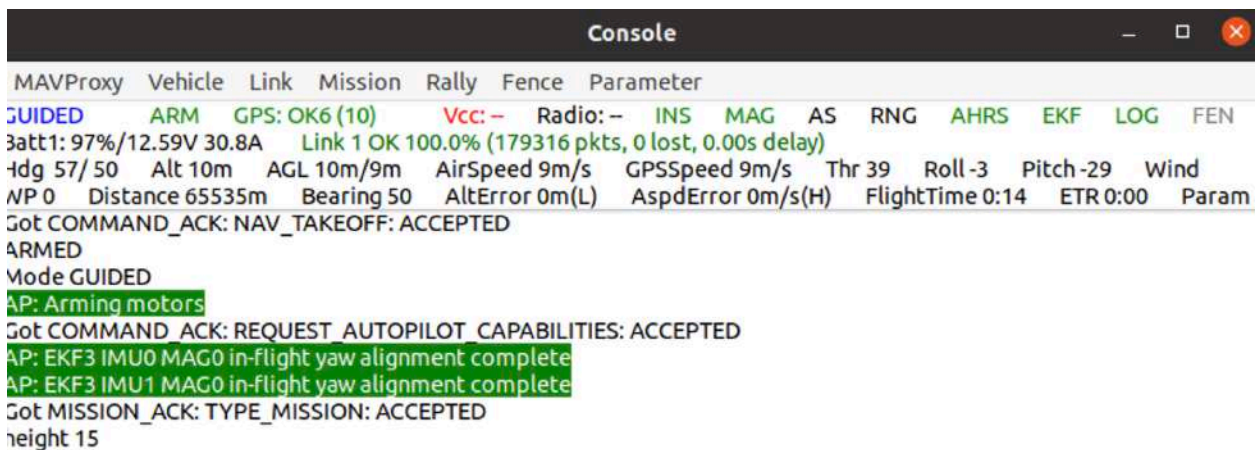 Console
MAVProxy Vehicle Link Mission Rally Fence Parameter
GUIDED ARM GPS: OK6 (10) Vcc: -- Radio: -- INS MAG AS RNG AHRS EKF LOG FEN
Batt1: 97%/12.59V 30.8A Link 1 OK 100.0% (179316 pkts, 0 lost, 0.00s delay)
Hdg 57/ 50 Alt 10m AGL 10m/9m AirSpeed 9m/s GPSSpeed 9m/s Thr 39 Roll -3 Pitch -29 Wind
WP 0 Distance 65535m Bearing 50 AltError 0m(L) AspdError 0m/s(H) FlightTime 0:14 ETR 0:00 Param
Got COMMAND_ACK: NAV_TAKEOFF: ACCEPTED
ARMED
Mode GUIDED
AP: Arming motors
Got COMMAND_ACK: REQUEST_AUTOPILOT_CAPABILITIES: ACCEPTED
AP: EKF3 IMU0 MAG0 in-flight yaw alignment complete
AP: EKF3 IMU1 MAG0 in-flight yaw alignment complete
Got MISSION_ACK: TYPE_MISSION: ACCEPTED
height 15